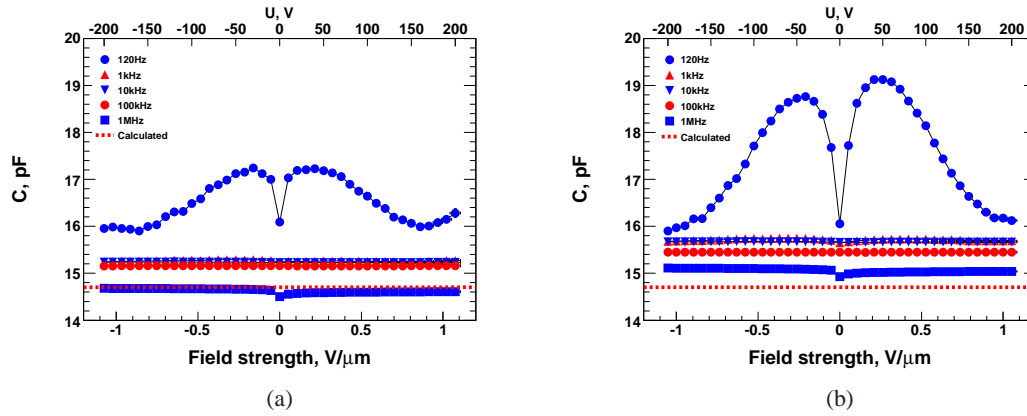 U, V
-200 -150 -100 -50 0 50 100 150 200
C, pF
20
19
18
17
16
15
14
120Hz
1kHz
10kHz
100kHz
1MHz
Calculated
-1 -0.5 0 0.5 1
Field strength, V/μm
(a)
U, V
-200 -150 -100 -50 0 50 100 150 200
C, pF
20
19
18
17
16
15
14
120Hz
1kHz
10kHz
100kHz
1MHz
Calculated
-1 -0.5 0 0.5 1
Field strength, V/μm
(b)